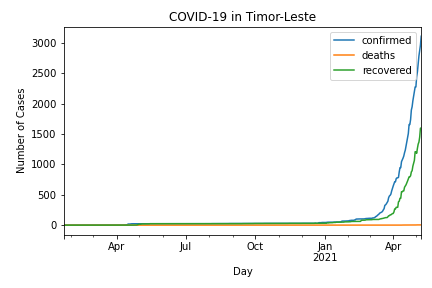 COVID-19 in Timor-Leste
confirmed
deaths
recovered
Number of Cases
3000
2500
2000
1500
1000
500
0
Apr
Jul
Oct
Jan
2021
Apr
Day